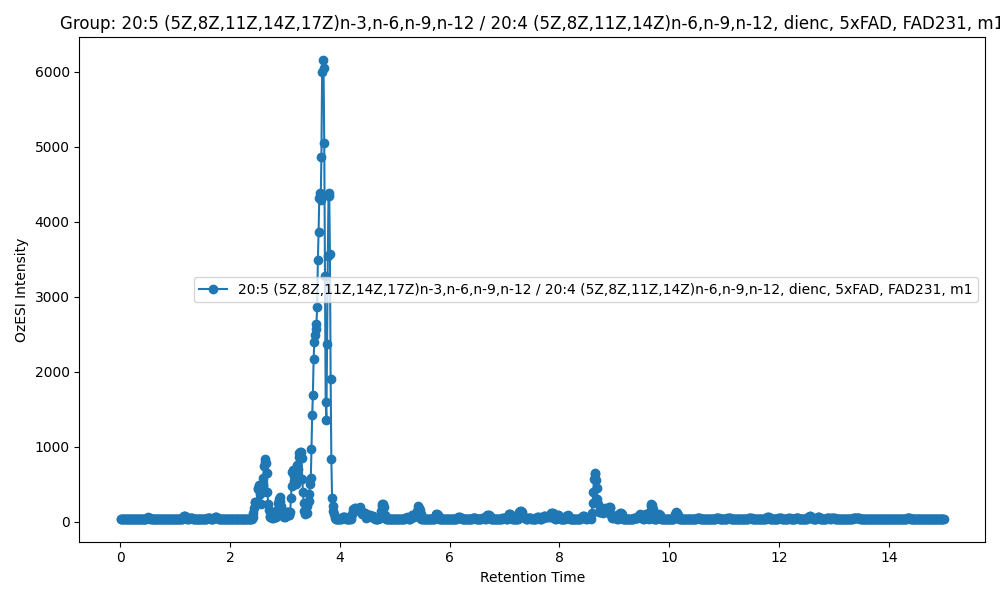 Group: 20:5 (5Z,8Z,11Z,14Z,17Z)n-3,n-6,n-9,n-12 / 20:4 (5Z,8Z,11Z,14Z)n-6,n-9,n-12, dienc, 5xFAD, FAD231, m1
6000
5000
4000
3000
2000
1000
0
OzESI Intensity
20:5 (5Z,8Z,11Z,14Z,17Z)n-3,n-6,n-9,n-12 / 20:4 (5Z,8Z,11Z,14Z)n-6,n-9,n-12, dienc, 5xFAD, FAD231, m1
0 2 4 6 8 10 12 14
Retention Time